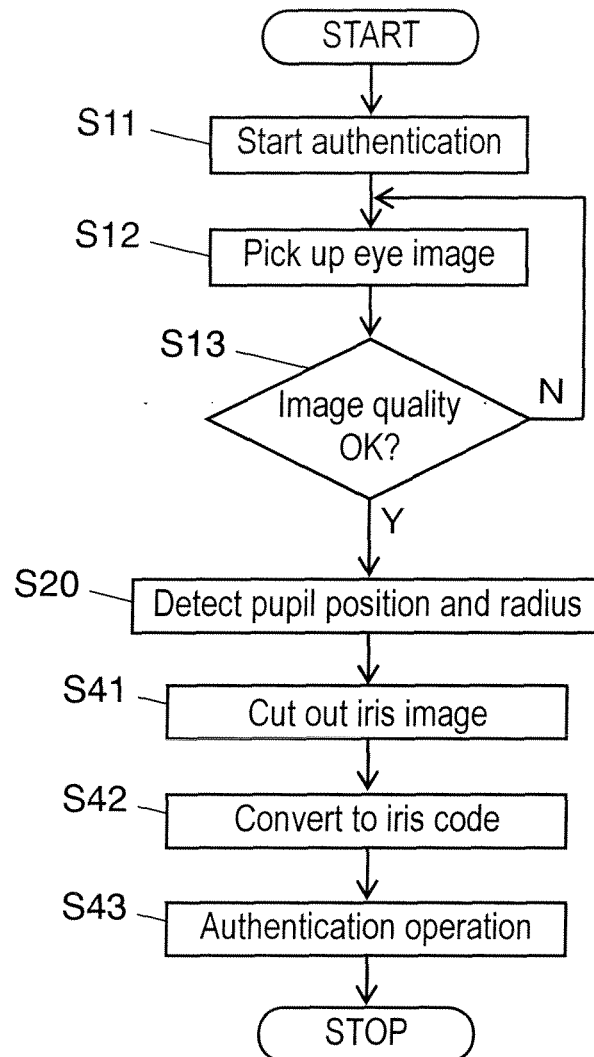 START
S11
Start authentication
S12
Pick up eye image
S13
Image quality
OK?
N
Y
S20
Detect pupil position and radius
S41
Cut out iris image
S42
Convert to iris code
S43
Authentication operation
STOP